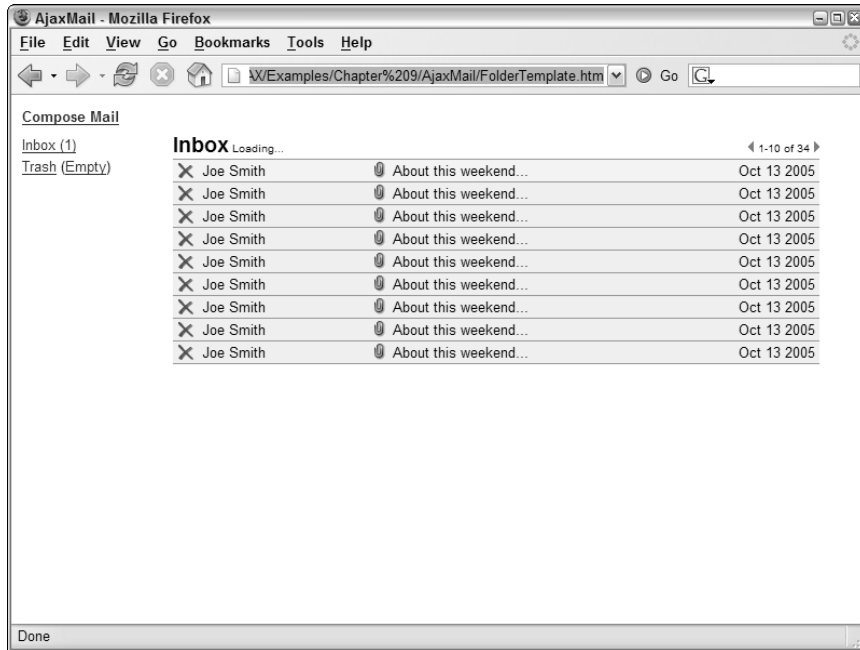 AjaxMail - Mozilla Firefox
File Edit View Go Bookmarks Tools Help
AX/Examples/Chapter%209/AjaxMail/FolderTemplate.htm Go G
Compose Mail
Inbox (1)
Trash (Empty)
Inbox Loading... 1-10 of 34
Joe Smith About this weekend... Oct 13 2005
Joe Smith About this weekend... Oct 13 2005
Joe Smith About this weekend... Oct 13 2005
Joe Smith About this weekend... Oct 13 2005
Joe Smith About this weekend... Oct 13 2005
Joe Smith About this weekend... Oct 13 2005
Joe Smith About this weekend... Oct 13 2005
Joe Smith About this weekend... Oct 13 2005
Joe Smith About this weekend... Oct 13 2005
Done